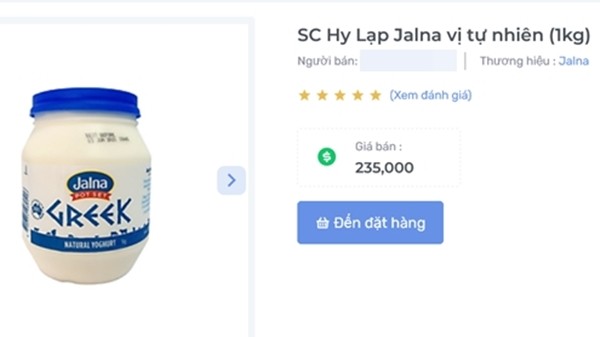 SC Hy Lạp Jalna vị tự nhiên (1kg)
Người bán:
Thương hiệu : Jalna
(Xem đánh giá)
Giá bán :
235,000
Đến đặt hàng
Jalna
POT SET
GREEK
NATURAL YOGHURT